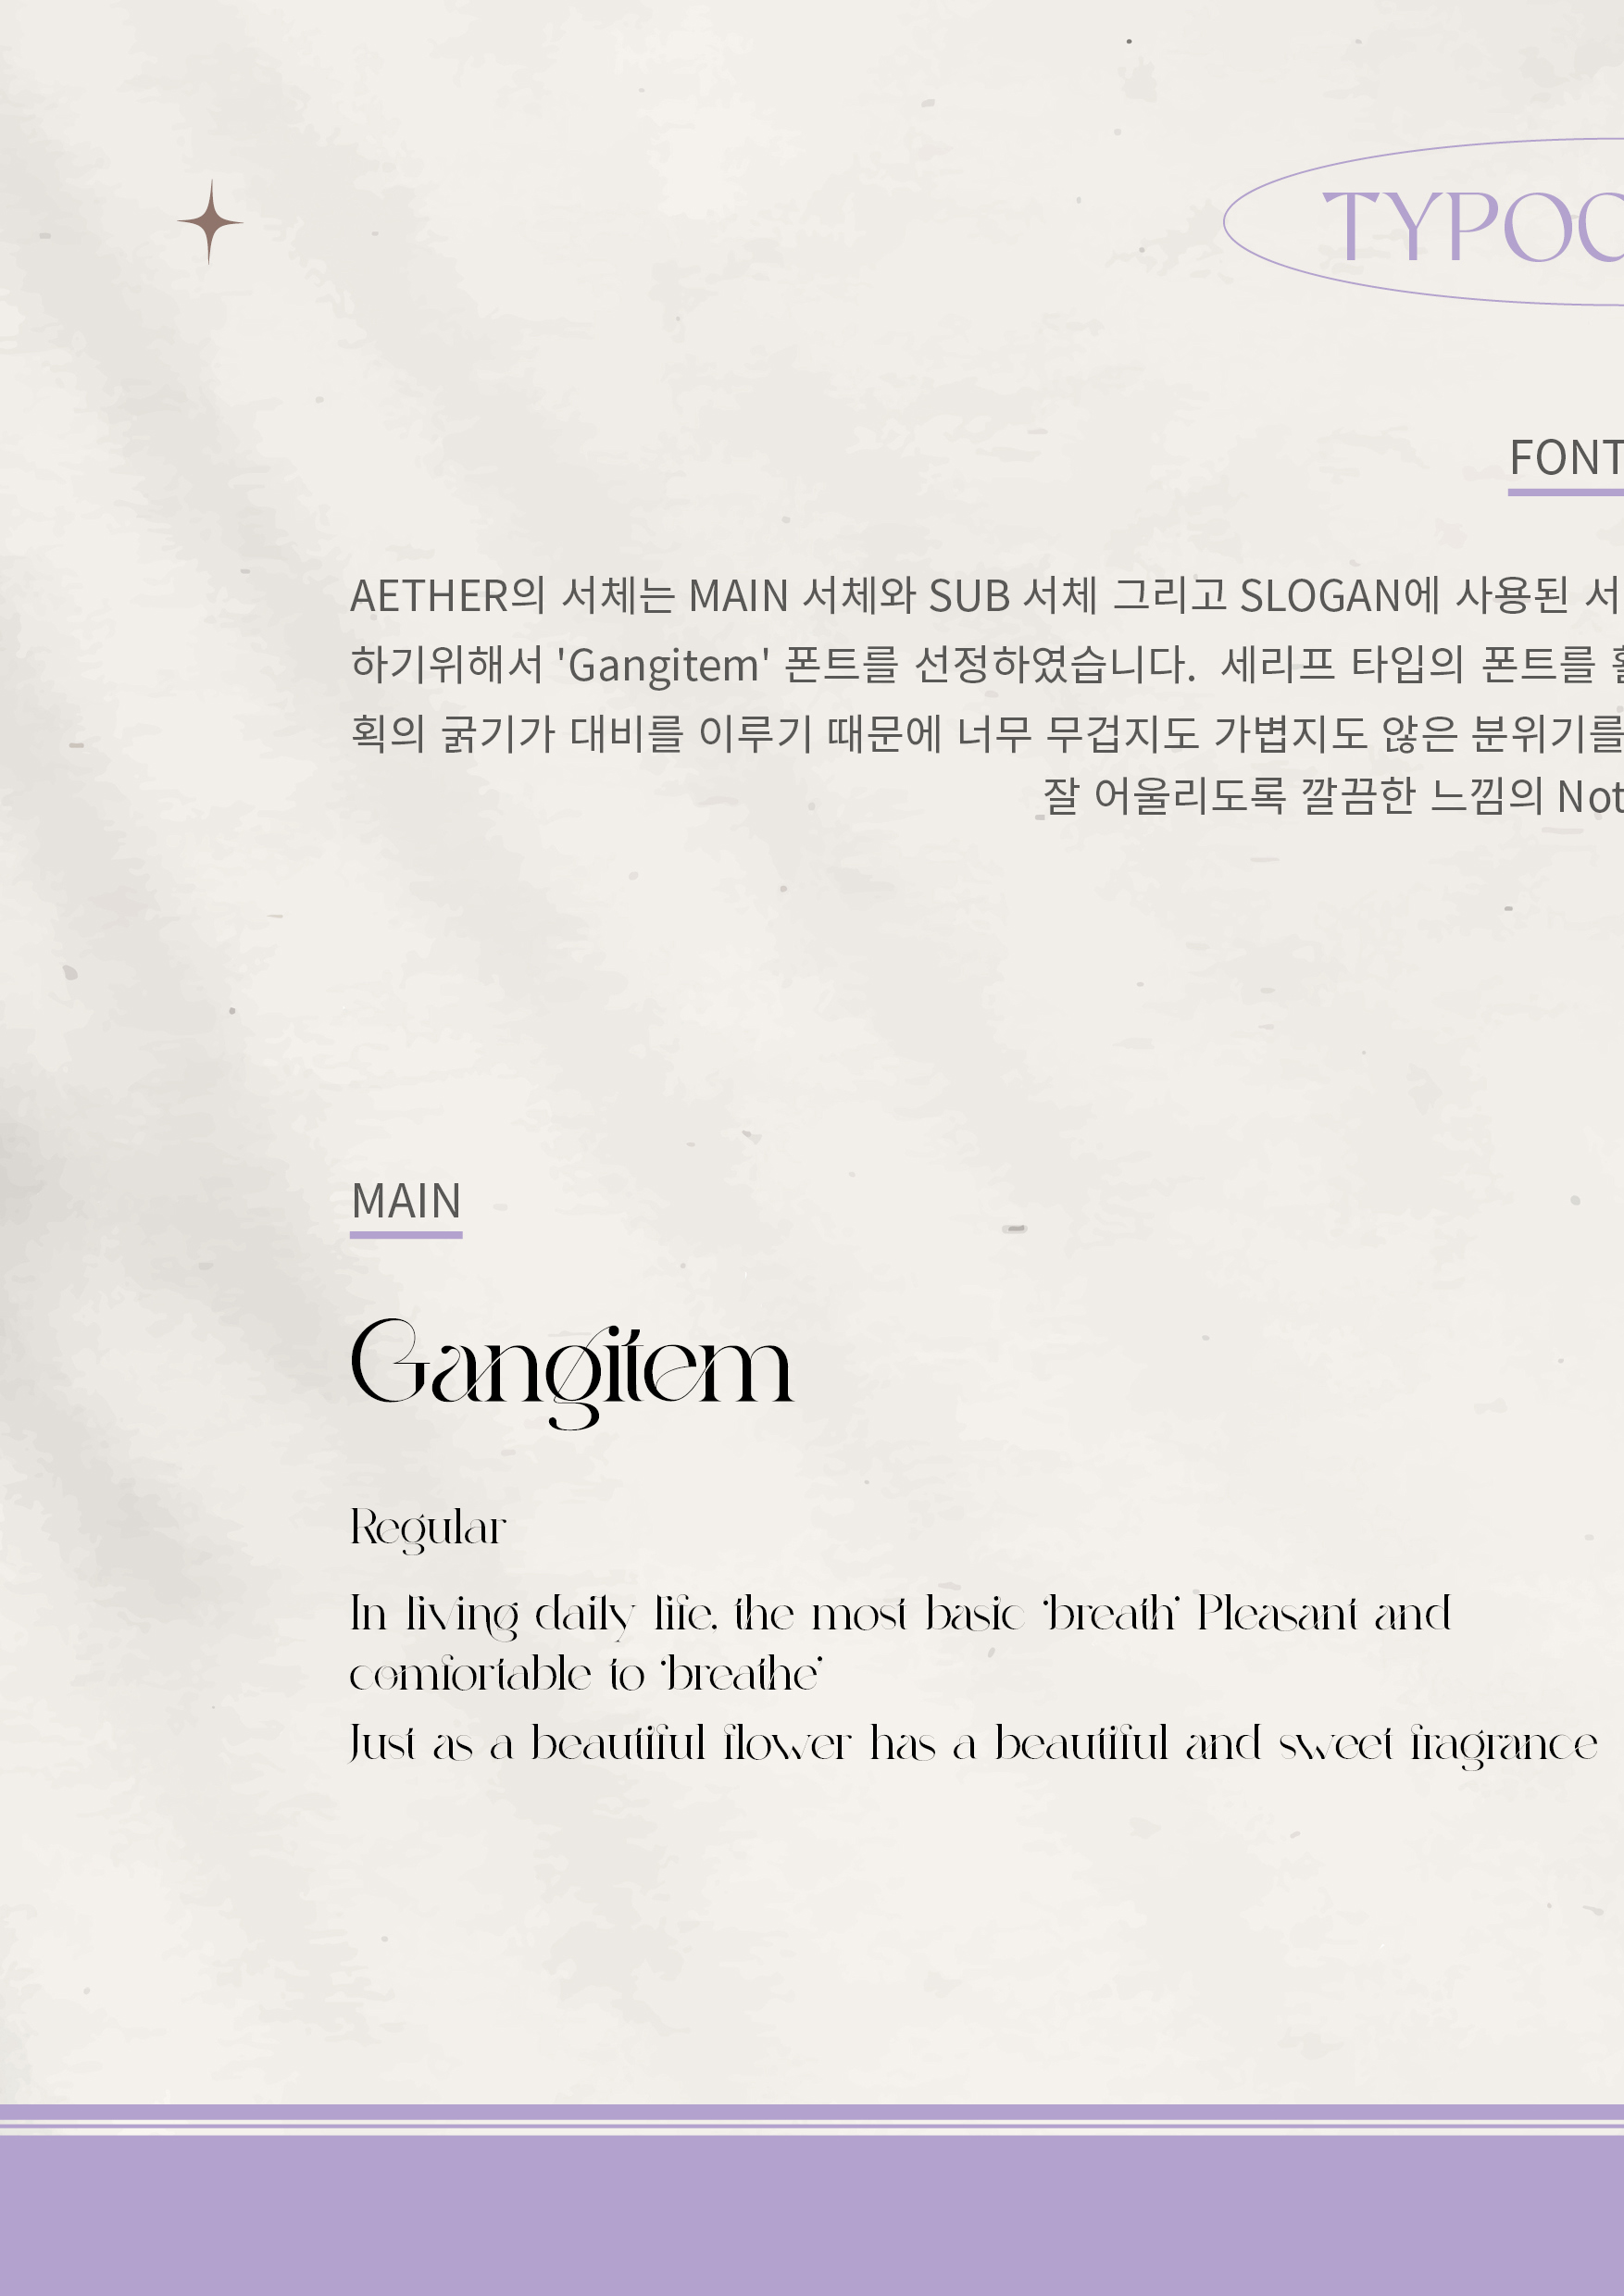 TYPOG
FONT
AETHER의 서체는 MAIN 서체와 SUB 서체 그리고 SLOGAN에 사용된 서
하기위해서 'Gangitem' 폰트를 선정하였습니다. 세리프 타입의 폰트를
획의 굵기가 대비를 이루기 때문에 너무 무겁지도 가볍지도 않은 분위기를
잘 어울리도록 깔끔한 느낌의 Not
MAIN
Gangitem
Regular
In living daily life. the most basic 'breath' Pleasant and
comfortable to 'breathe'
Just as a beautiful flower has a beautiful and sweet fragrance